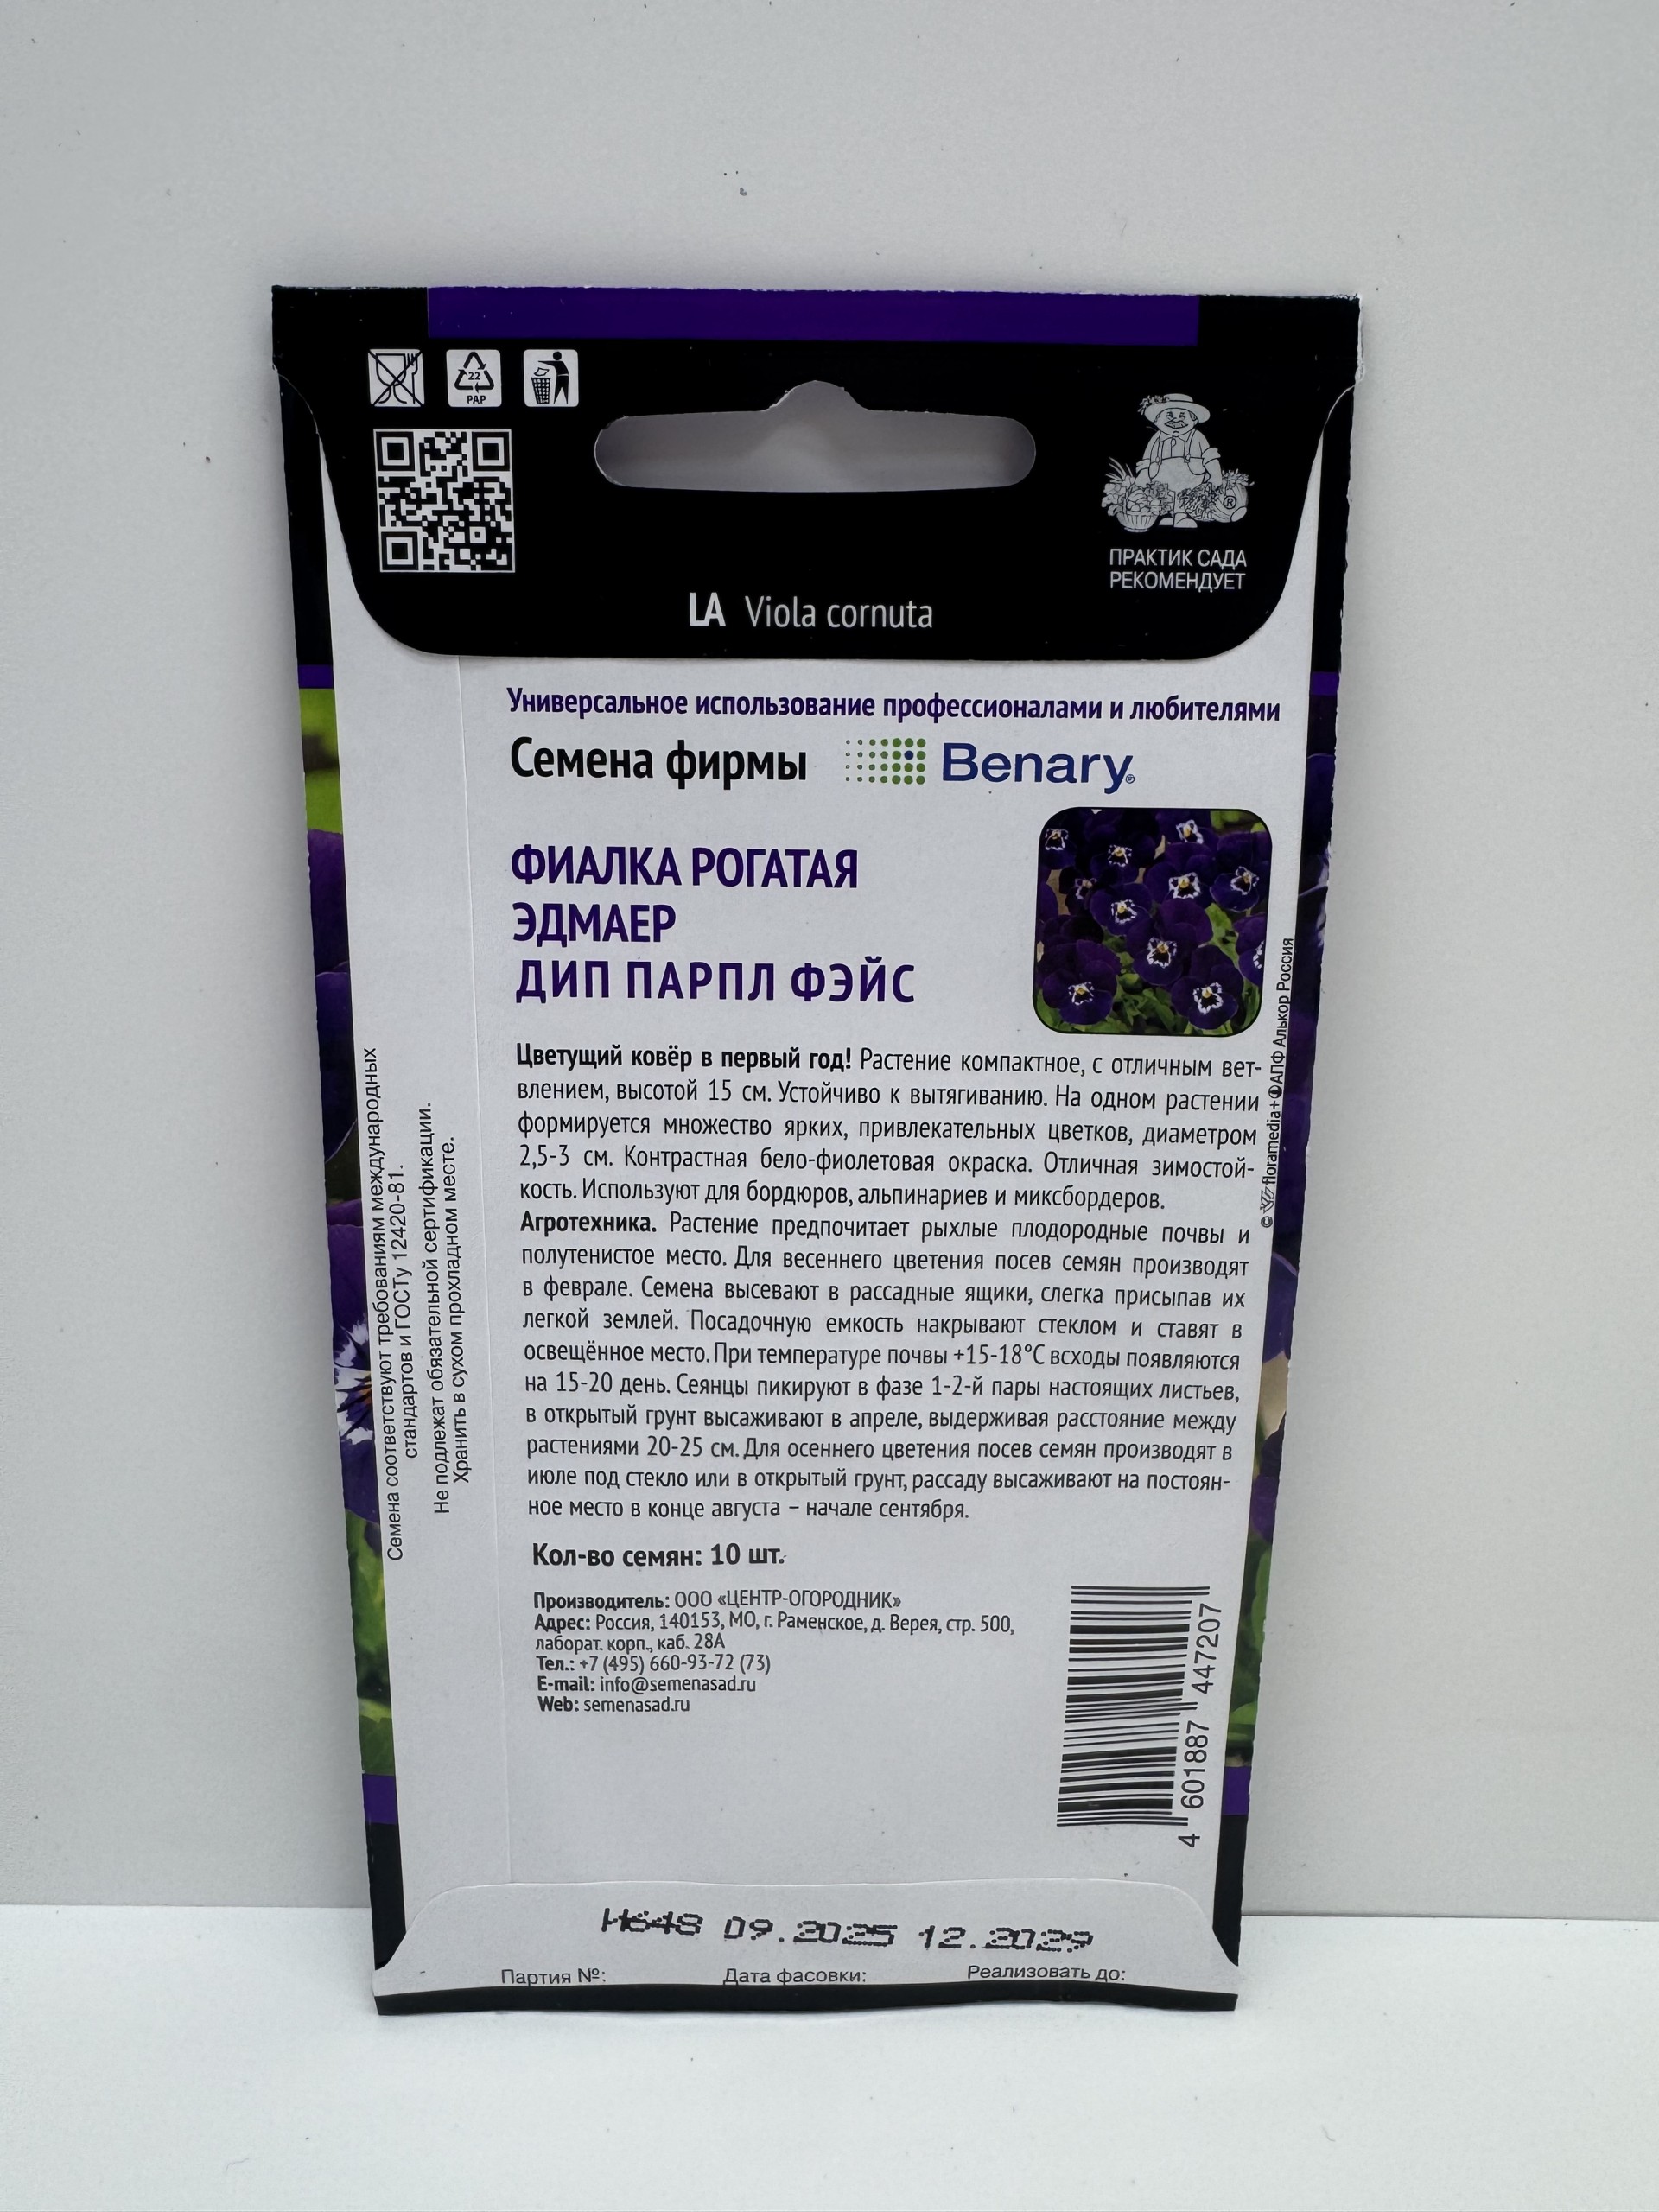 22
PAP
ПРАКТИК САДА
РЕКОМЕНДУЕТ
®
LA Viola cornuta
Универсальное использование профессионалами и любителями
Семена фирмы Benary®
ФИАЛКА РОГАТАЯ
ЭДМАЕР
ДИП ПАРПЛ ФЭЙС
Цветущий ковёр в первый год! Растение компактное, с отличным вет-
влением, высотой 15 см. Устойчиво к вытягиванию. На одном растении
формируется множество ярких, привлекательных цветков, диаметром
2,5-3 см. Контрастная бело-фиолетовая окраска. Отличная зимостой-
кость. Используют для бордюров, альпинариев и миксбордеров.
Агротехника. Растение предпочитает рыхлые плодородные почвы и
полутенистое место. Для весеннего цветения посев семян производят
в феврале. Семена высевают в рассадные ящики, слегка присыпав их
легкой землей. Посадочную емкость накрывают стеклом и ставят в
освещённое место. При температуре почвы +15-18°С всходы появляются
на 15-20 день. Сеянцы пикируют в фазе 1-2-й пары настоящих листьев,
в открытый грунт высаживают в апреле, выдерживая расстояние между
растениями 20-25 см. Для осеннего цветения посев семян производят в
июле под стекло или в открытый грунт, рассаду высаживают на постоян-
ное место в конце августа – начале сентября.
Кол-во семян: 10 шт.
Производитель: ООО «ЦЕНТР-ОГОРОДНИК»
Адрес: Россия, 140153, МО, г. Раменское, д. Верея, стр. 500,
лаборат. корп., каб. 28А
Тел.: +7 (495) 660-93-72 (73)
E-mail: info@semenasad.ru
Web: semenasad.ru
4 601887 447207
© floramedia+ АПФ Алькор Россия
Семена соответствуют требованиям международных
стандартов и ГОСТу 12420-81.
Не подлежат обязательной сертификации.
Хранить в сухом прохладном месте.
И648 09.2025 12.2029
Партия №: Дата фасовки: Реализовать до: